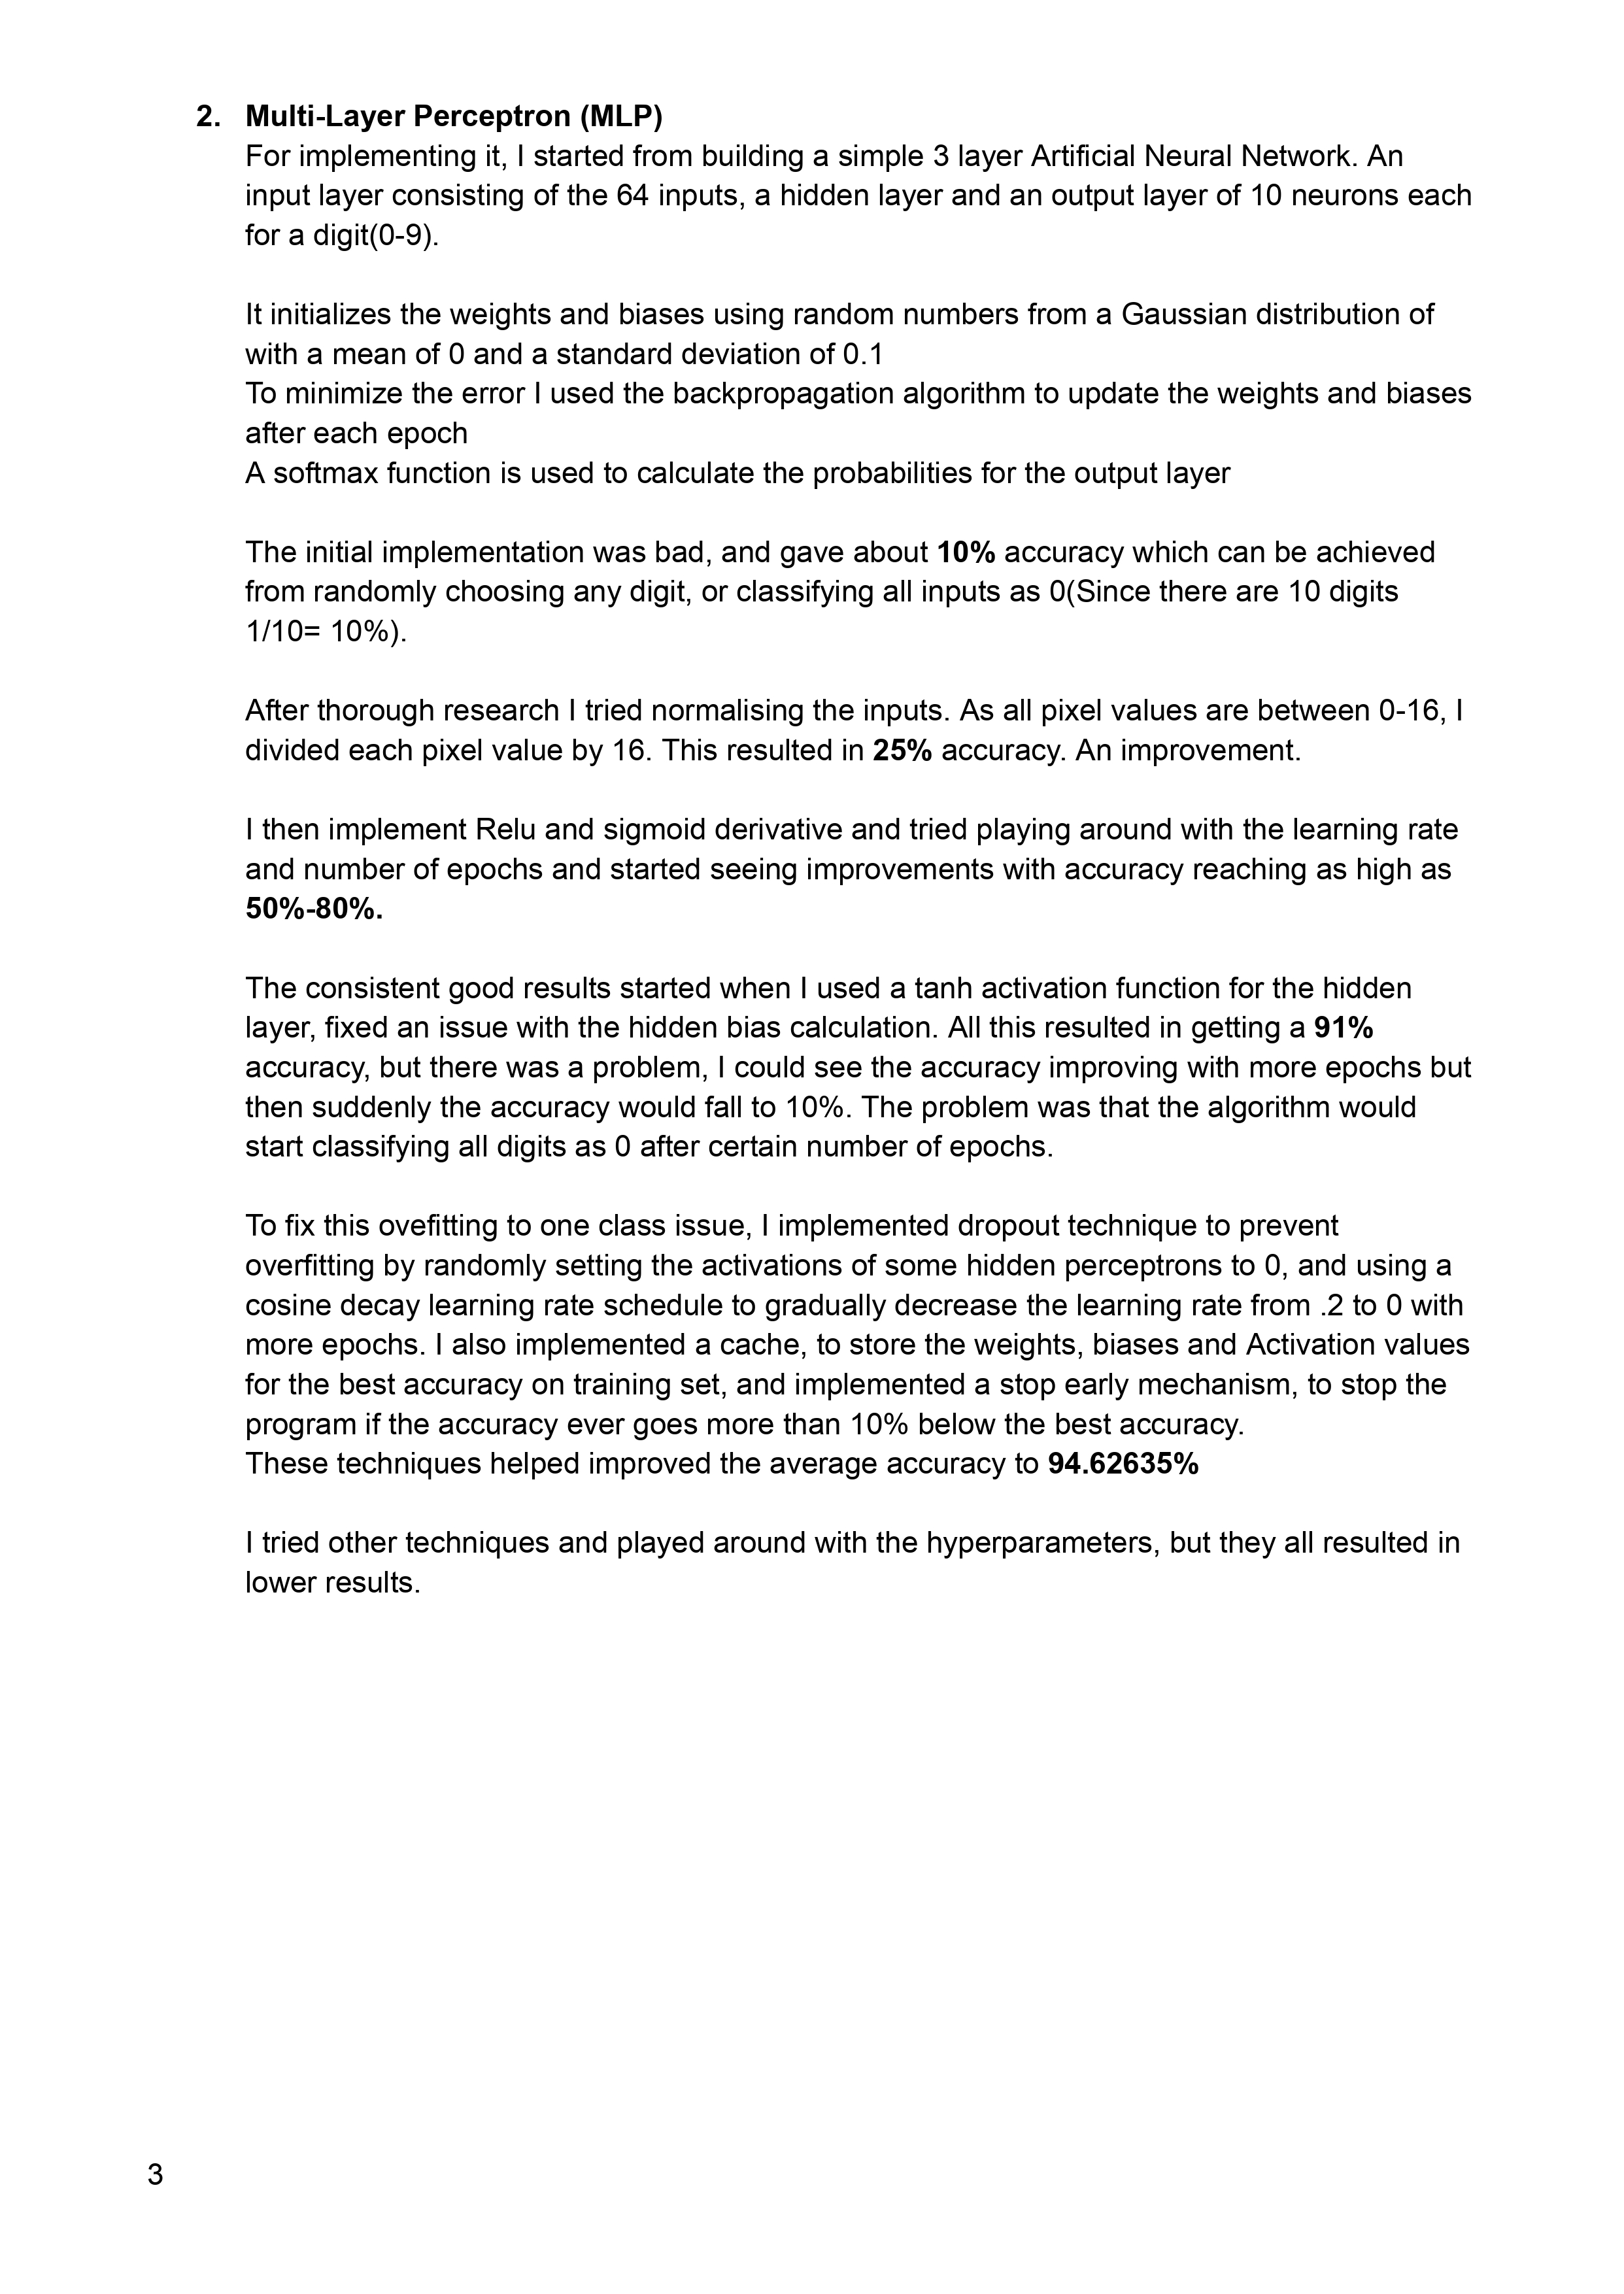 2. Multi-Layer Perceptron (MLP)
For implementing it, I started from building a simple 3 layer Artificial Neural Network. An
input layer consisting of the 64 inputs, a hidden layer and an output layer of 10 neurons each
for a digit(0-9).
It initializes the weights and biases using random numbers from a Gaussian distribution of
with a mean of 0 and a standard deviation of 0.1
To minimize the error I used the backpropagation algorithm to update the weights and biases
after each epoch
A softmax function is used to calculate the probabilities for the output layer
The initial implementation was bad, and gave about 10% accuracy which can be achieved
from randomly choosing any digit, or classifying all inputs as 0(Since there are 10 digits
1/10= 10%).
After thorough research I tried normalising the inputs. As all pixel values are between 0-16, I
divided each pixel value by 16. This resulted in 25% accuracy. An improvement.
I then implement Relu and sigmoid derivative and tried playing around with the learning rate
and number of epochs and started seeing improvements with accuracy reaching as high as
50%-80%.
The consistent good results started when I used a tanh activation function for the hidden
layer, fixed an issue with the hidden bias calculation. All this resulted in getting a 91%
accuracy, but there was a problem, I could see the accuracy improving with more epochs but
then suddenly the accuracy would fall to 10%. The problem was that the algorithm would
start classifying all digits as 0 after certain number of epochs.
To fix this ovefitting to one class issue, I implemented dropout technique to prevent
overfitting by randomly setting the activations of some hidden perceptrons to 0, and using a
cosine decay learning rate schedule to gradually decrease the learning rate from .2 to 0 with
more epochs. I also implemented a cache, to store the weights, biases and Activation values
for the best accuracy on training set, and implemented a stop early mechanism, to stop the
program if the accuracy ever goes more than 10% below the best accuracy.
These techniques helped improved the average accuracy to 94.62635%
I tried other techniques and played around with the hyperparameters, but they all resulted in
lower results.
3